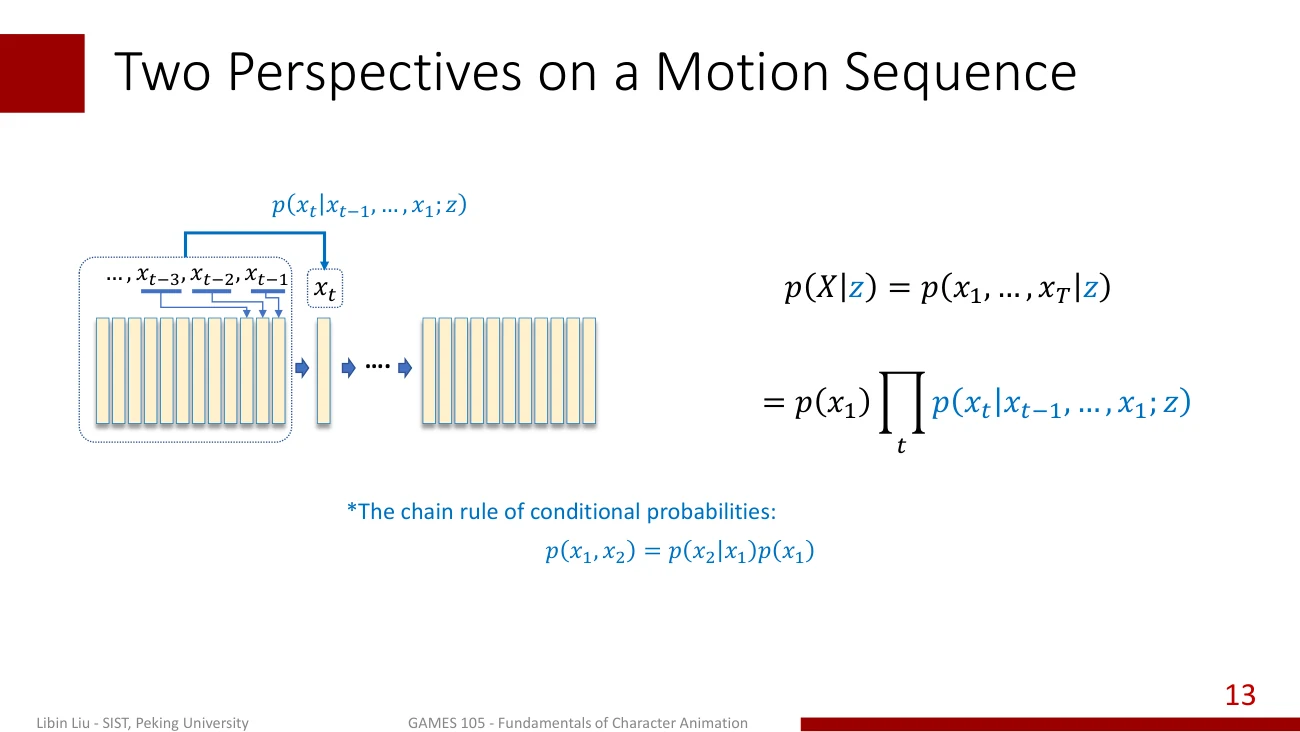 Two Perspectives on a Motion Sequence
p(x_t|x_{t−1}, … , x_1; z)
… , x_{t−3}, x_{t−2}, x_{t−1}
x_t
....
p(X|z) = p(x_1, … , x_T|z)
= p(x_1) ∏_t p(x_t|x_{t−1}, … , x_1; z)
*The chain rule of conditional probabilities:
p(x_1, x_2) = p(x_2|x_1)p(x_1)
13
Libin Liu - SIST, Peking University
GAMES 105 - Fundamentals of Character Animation